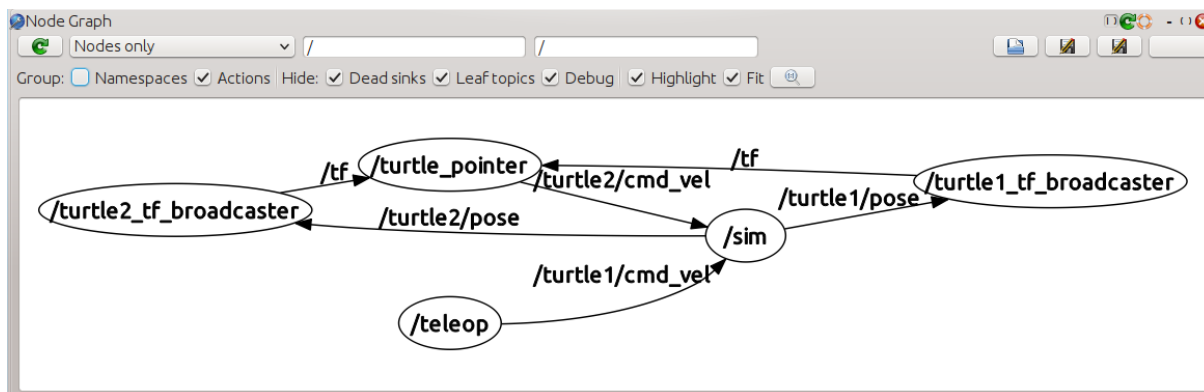 Node Graph
Nodes only / /
Group: Namespaces Actions Hide: Dead sinks Leaf topics Debug Highlight Fit
/tf
/turtle_pointer
/tf
/turtle2/cmd_vel
/turtle1_tf_broadcaster
/turtle2_tf_broadcaster
/turtle1/pose
/turtle2/pose
/sim
/turtle1/cmd_vel
/teleop